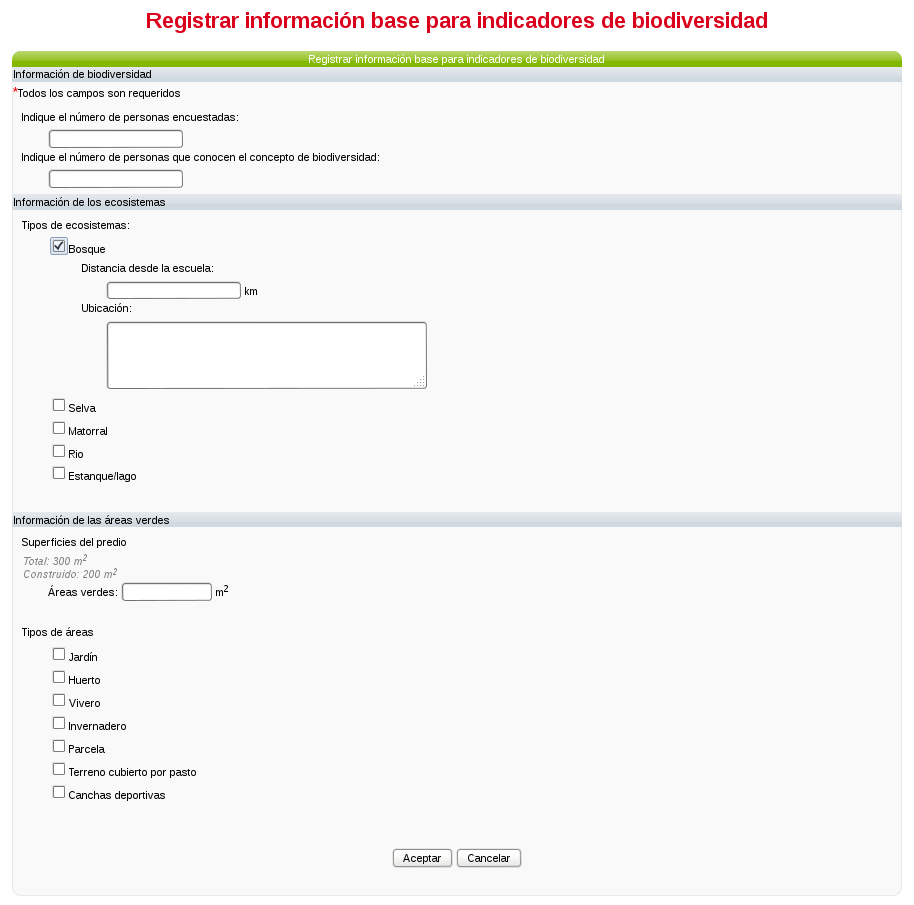 Registrar información base para indicadores de biodiversidad
Registrar información base para indicadores de biodiversidad
Información de biodiversidad
*Todos los campos son requeridos
Indique el número de personas encuestadas:
Indique el número de personas que conocen el concepto de biodiversidad:
Información de los ecosistemas
Tipos de ecosistemas:
Bosque
Distancia desde la escuela:
km
Ubicación:
Selva
Matorral
Rio
Estanque/lago
Información de las áreas verdes
Superficies del predio
Total: 300 m²
Construido: 200 m²
Áreas verdes: m²
Tipos de áreas
Jardín
Huerto
Vivero
Invernadero
Parcela
Terreno cubierto por pasto
Canchas deportivas
Aceptar Cancelar